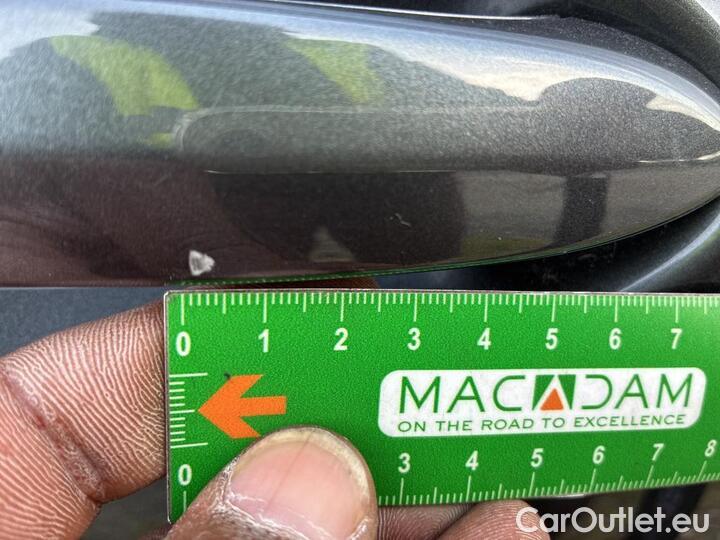 0 1 2 3 4 5 6 7
MACADAM
ON THE ROAD TO EXCELLENCE
0 3 4 5 6 7 8
CarOutlet.eu